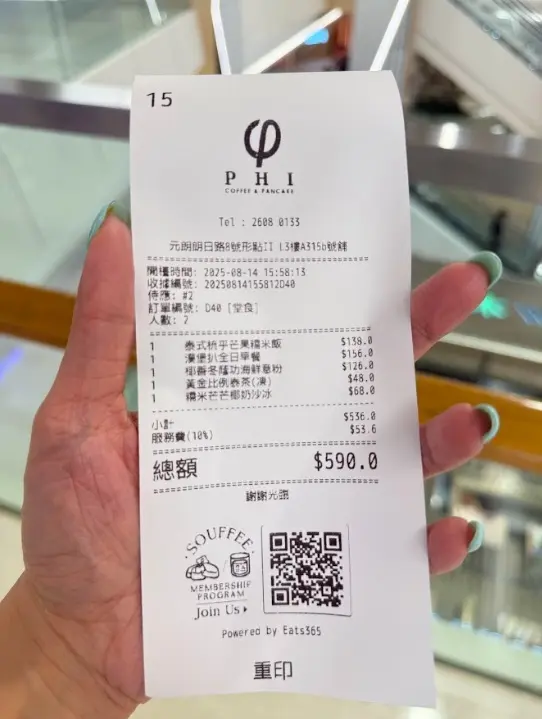 15
φ
PHI
COFFEE & PANCAKE
Tel : 2608 0133
元朗朗日路8號形點II L3樓A315b號舖
開檯時間: 2025-08-14 15:58:13
收據編號: 20250814155812D40
侍應: #2
訂單編號: D40 [堂食]
人數: 2
1 泰式梳乎芒果糯米飯 $138.0
1 漢堡扒全日早餐 $156.0
1 椰香冬蔭功海鮮意粉 $126.0
1 黃金比例泰茶(凍) $48.0
1 糯米芒芒椰奶沙冰 $68.0
小計 $536.0
服務費(10%) $53.6
總額 $590.0
謝謝光臨
SOUFFEE
MEMBERSHIP
PROGRAM
Join Us
Powered by Eats365
重印